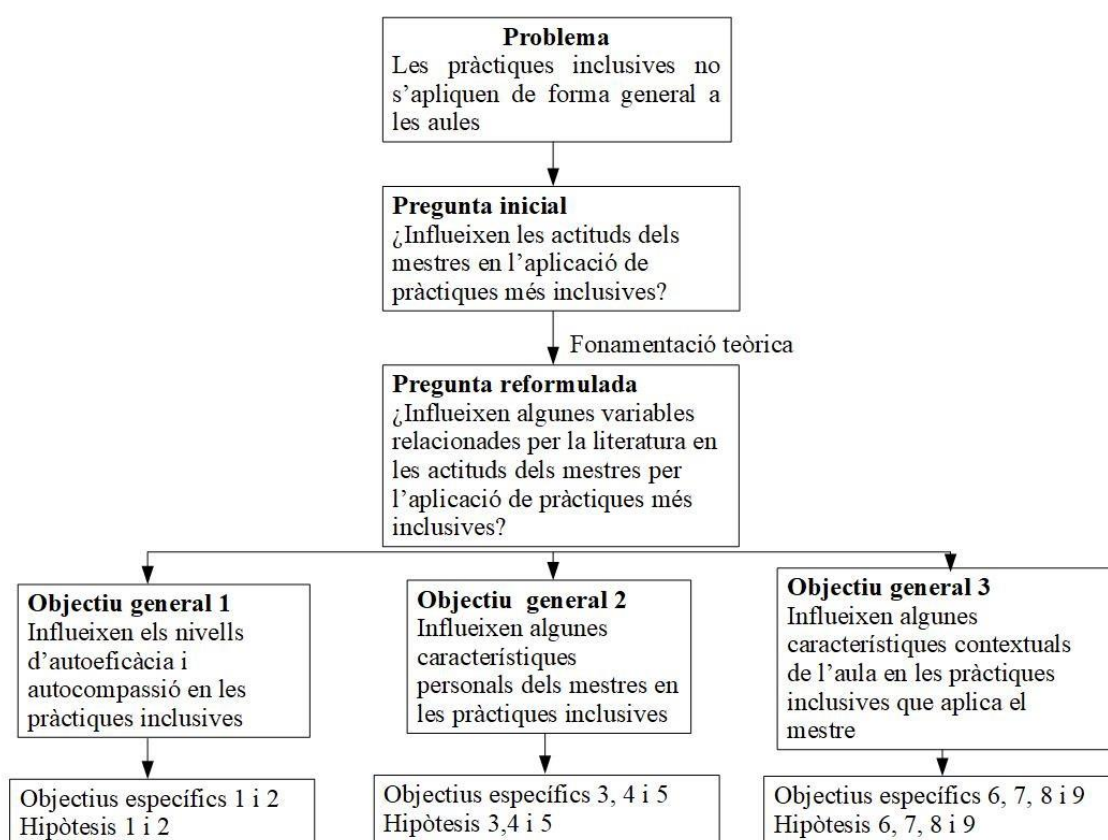 Problema
Les pràctiques inclusives no
s’apliquen de forma general a
les aules
Pregunta inicial
¿Influeixen les actituds dels
mestres en l’aplicació de
pràctiques més inclusives?
Fonamentació teòrica
Pregunta reformulada
¿Influeixen algunes variables
relacionades per la literatura en
les actituds dels mestres per
l’aplicació de pràctiques més
inclusives?
Objectiu general 1
Influeixen els nivells
d’autoeficàcia i
autocompassió en les
pràctiques inclusives
Objectiu general 2
Influeixen algunes
característiques
personals dels mestres en
les pràctiques inclusives
Objectiu general 3
Influeixen algunes
característiques contextuals
de l’aula en les pràctiques
inclusives que aplica el
mestre
Objectius específics 1 i 2
Hipòtesis 1 i 2
Objectius específics 3, 4 i 5
Hipòtesis 3,4 i 5
Objectius específics 6, 7, 8 i 9
Hipòtesis 6, 7, 8 i 9